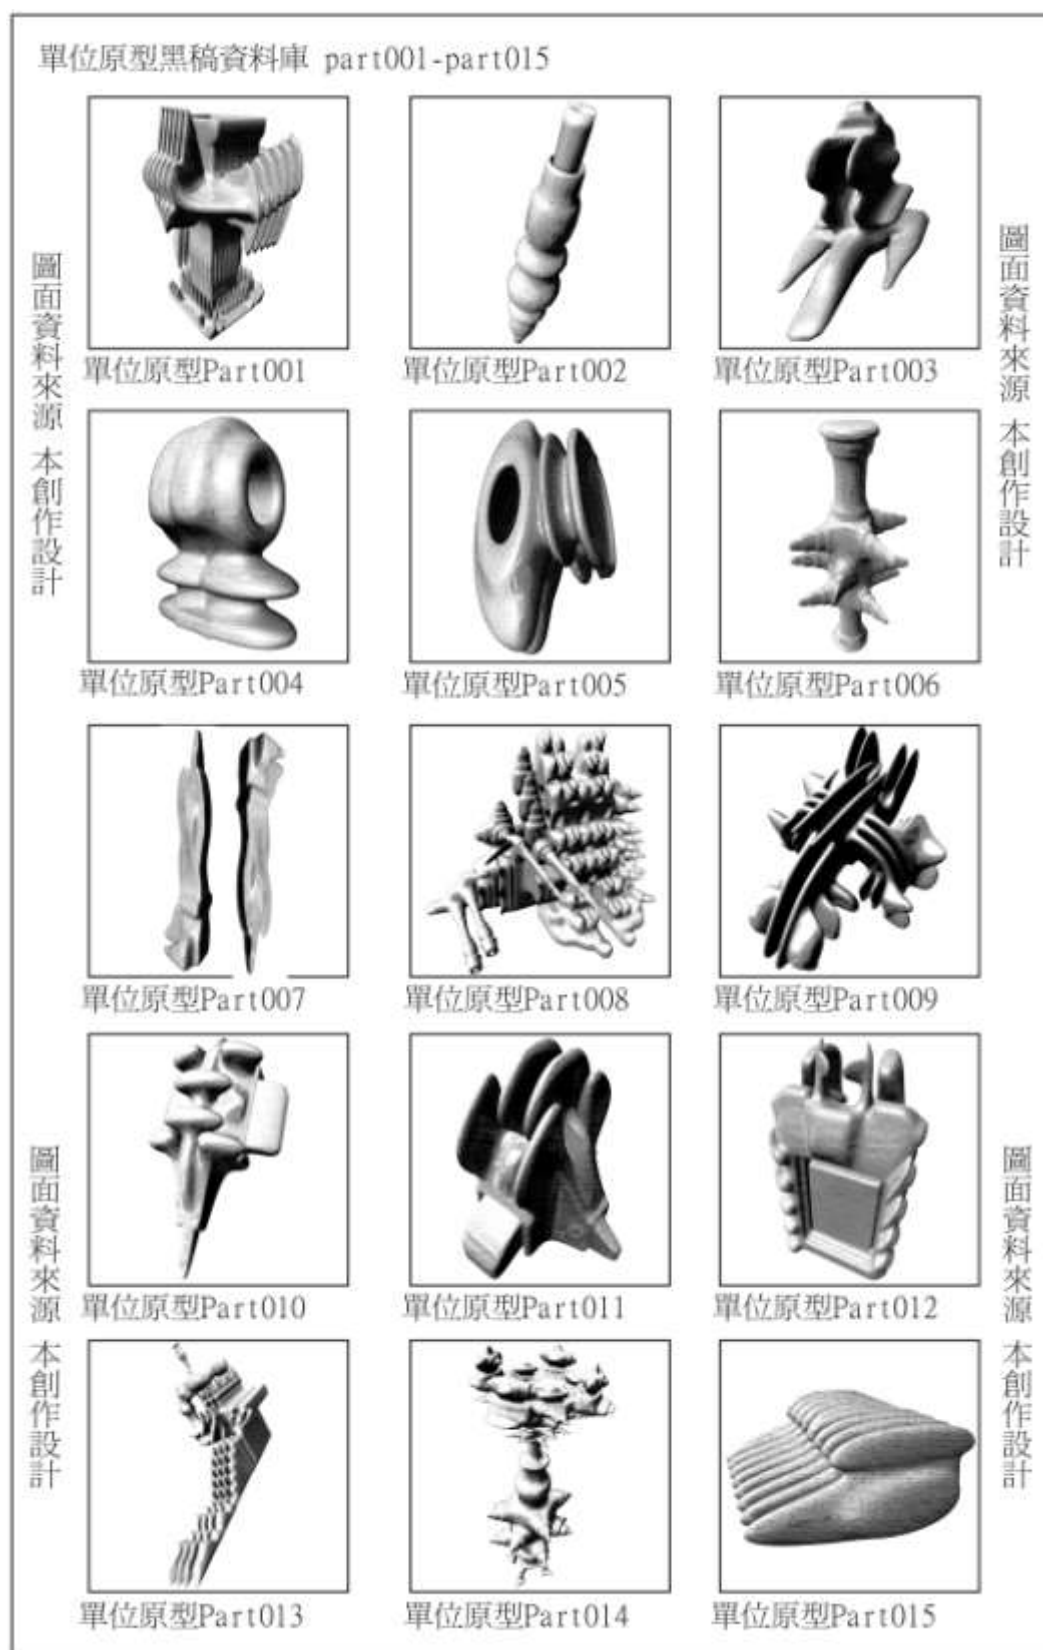 單位原型黑稿資料庫 part001-part015
單位原型Part001
單位原型Part002
單位原型Part003
圖面資料來源 本創作設計
圖面資料來源 本創作設計
單位原型Part004
單位原型Part005
單位原型Part006
單位原型Part007
單位原型Part008
單位原型Part009
單位原型Part010
單位原型Part011
單位原型Part012
圖面資料來源 本創作設計
圖面資料來源 本創作設計
單位原型Part013
單位原型Part014
單位原型Part015